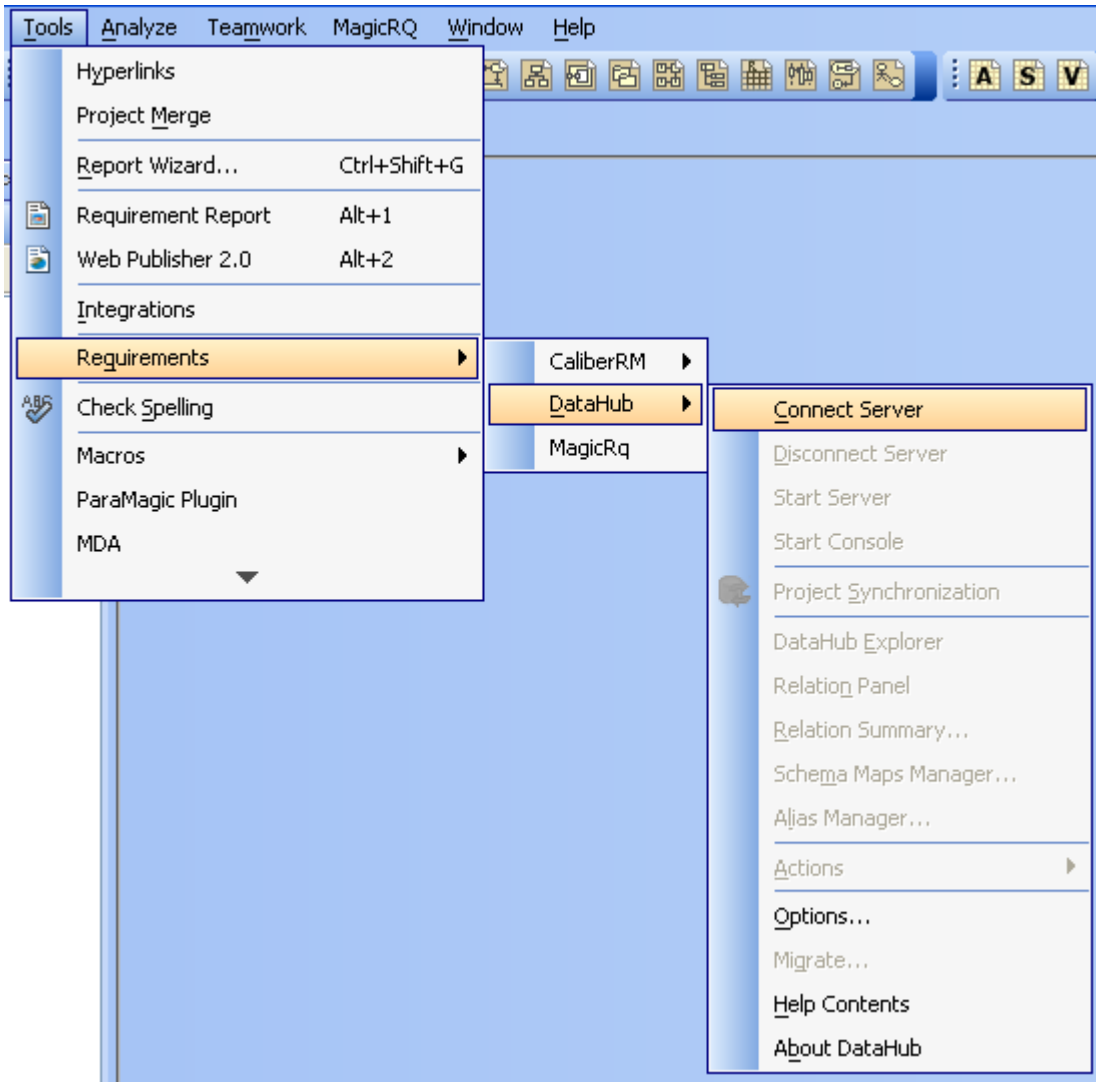 Tools Analyze Teamwork MagicRQ Window Help
A S V
Hyperlinks
Project Merge
Report Wizard... Ctrl+Shift+G
Requirement Report Alt+1
Web Publisher 2.0 Alt+2
Integrations
Requirements
ABC Check Spelling
Macros
ParaMagic Plugin
MDA
CaliberRM
DataHub
MagicRq
Connect Server
Disconnect Server
Start Server
Start Console
Project Synchronization
DataHub Explorer
Relation Panel
Relation Summary...
Schema Maps Manager...
Alias Manager...
Actions
Options...
Migrate...
Help Contents
About DataHub